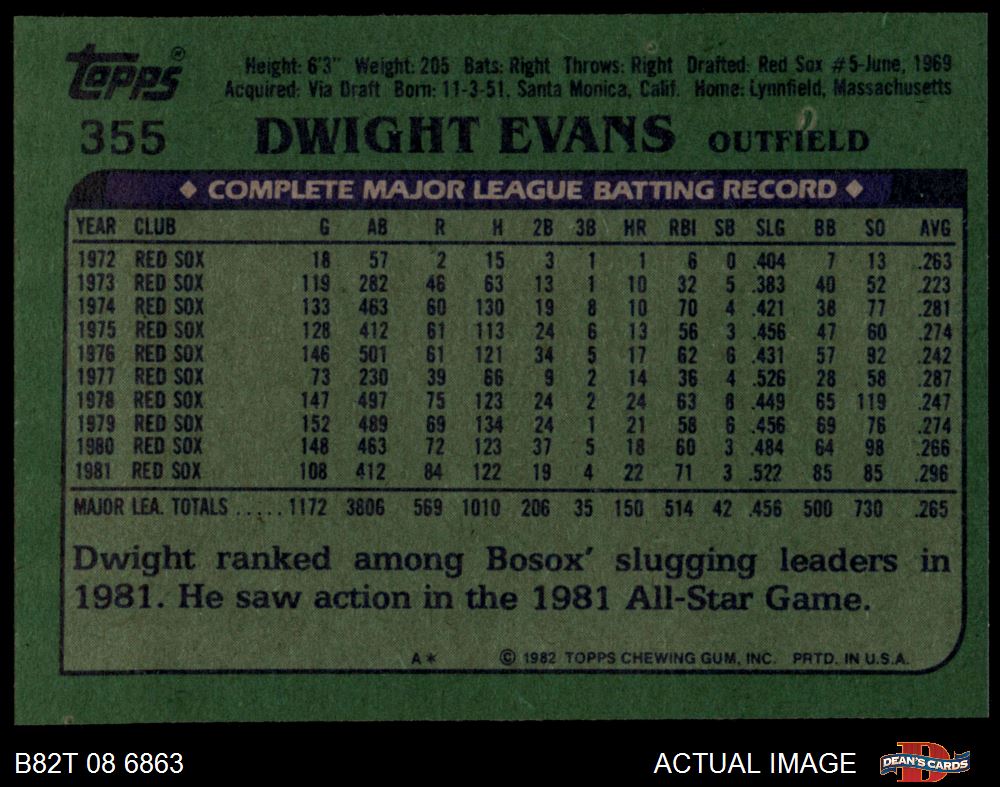 Topps®
Height: 6'3" Weight: 205 Bats: Right Throws: Right Drafted: Red Sox #5-June, 1969
Acquired: Via Draft Born: 11-3-51, Santa Monica, Calif. Home: Lynnfield, Massachusetts
355 DWIGHT EVANS OUTFIELD
◆ COMPLETE MAJOR LEAGUE BATTING RECORD ◆
YEAR CLUB G AB R H 2B 3B HR RBI SB SLG BB SO AVG
1972 RED SOX 18 57 2 15 3 1 1 6 0 .404 7 13 .263
1973 RED SOX 119 282 46 63 13 1 10 32 5 .383 40 52 .223
1974 RED SOX 133 463 60 130 19 8 10 70 4 .421 38 77 .281
1975 RED SOX 128 412 61 113 24 6 13 56 3 .456 47 60 .274
1976 RED SOX 146 501 61 121 34 5 17 62 6 .431 57 92 .242
1977 RED SOX 73 230 39 66 9 2 14 36 4 .526 28 58 .287
1978 RED SOX 147 497 75 123 24 2 24 63 8 .449 65 119 .247
1979 RED SOX 152 489 69 134 24 1 21 58 6 .456 69 76 .274
1980 RED SOX 148 463 72 123 37 5 18 60 3 .484 64 98 .266
1981 RED SOX 108 412 84 122 19 4 22 71 3 .522 85 85 .296
MAJOR LEA. TOTALS ..... 1172 3806 569 1010 206 35 150 514 42 .456 500 730 .265
Dwight ranked among Bosox' slugging leaders in
1981. He saw action in the 1981 All-Star Game.
A* © 1982 TOPPS CHEWING GUM, INC. PRTD. IN U.S.A.
B82T 08 6863 ACTUAL IMAGE DEAN'S CARDS